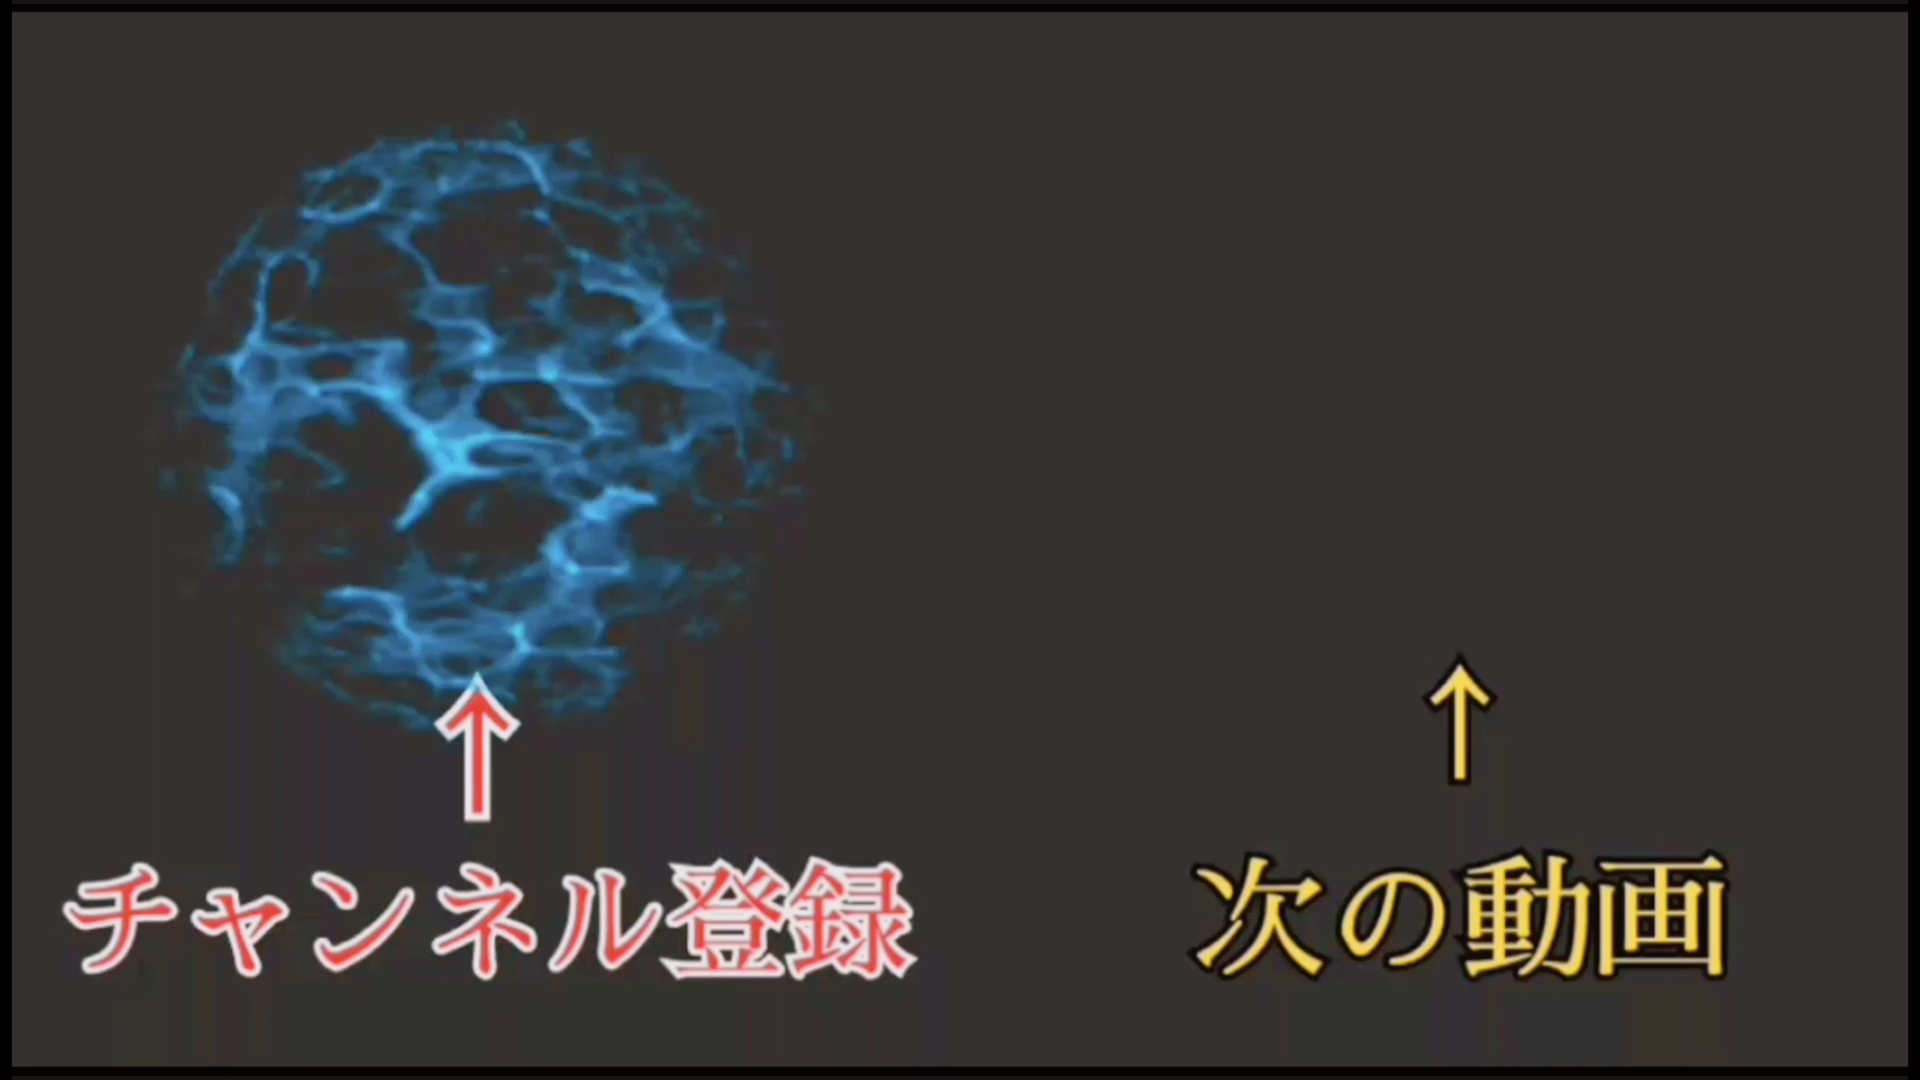 ↑
チャンネル登録
↑
次の動画